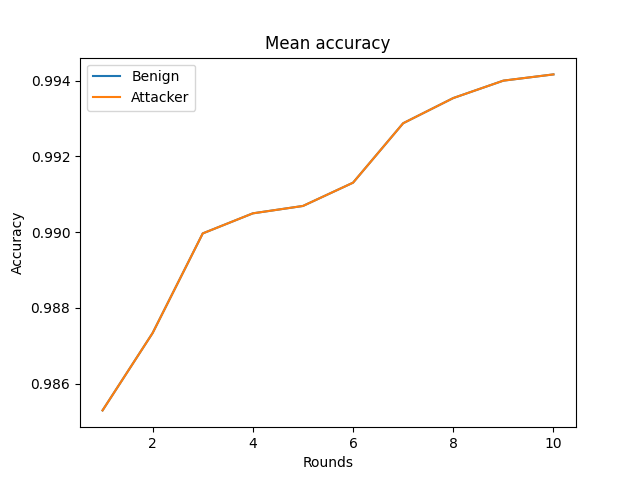 Mean accuracy
Benign
Attacker
0.994
0.992
0.990
0.988
0.986
Accuracy
2 4 6 8 10
Rounds